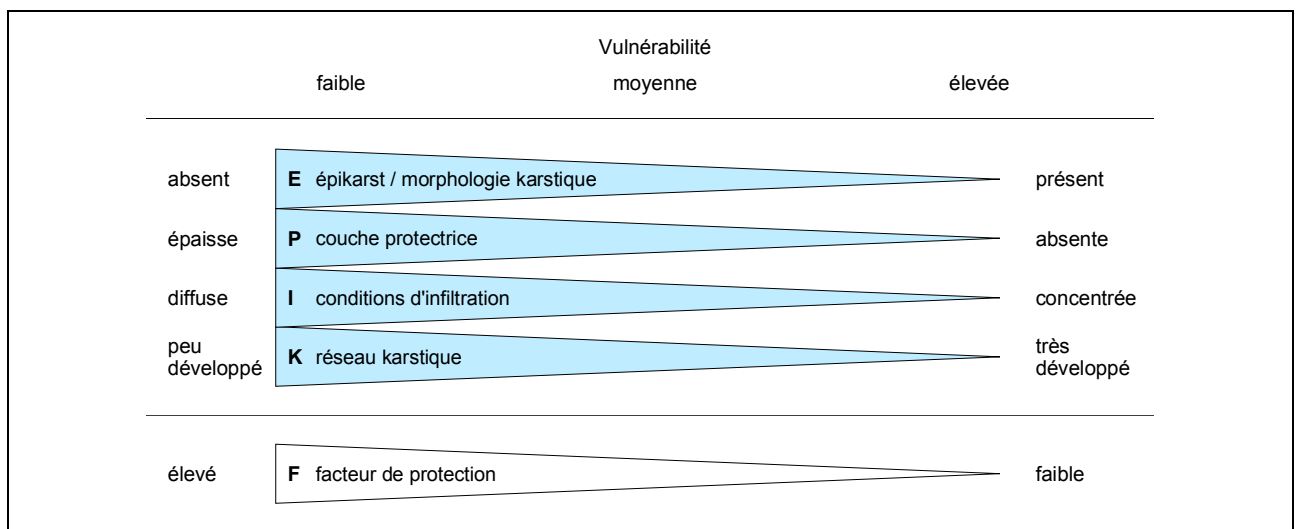 Vulnérabilité
faible moyenne élevée
absent E épikarst / morphologie karstique présent
épaisse P couche protectrice absente
diffuse I conditions d'infiltration concentrée
peu
développé K réseau karstique très
développé
élevé F facteur de protection faible